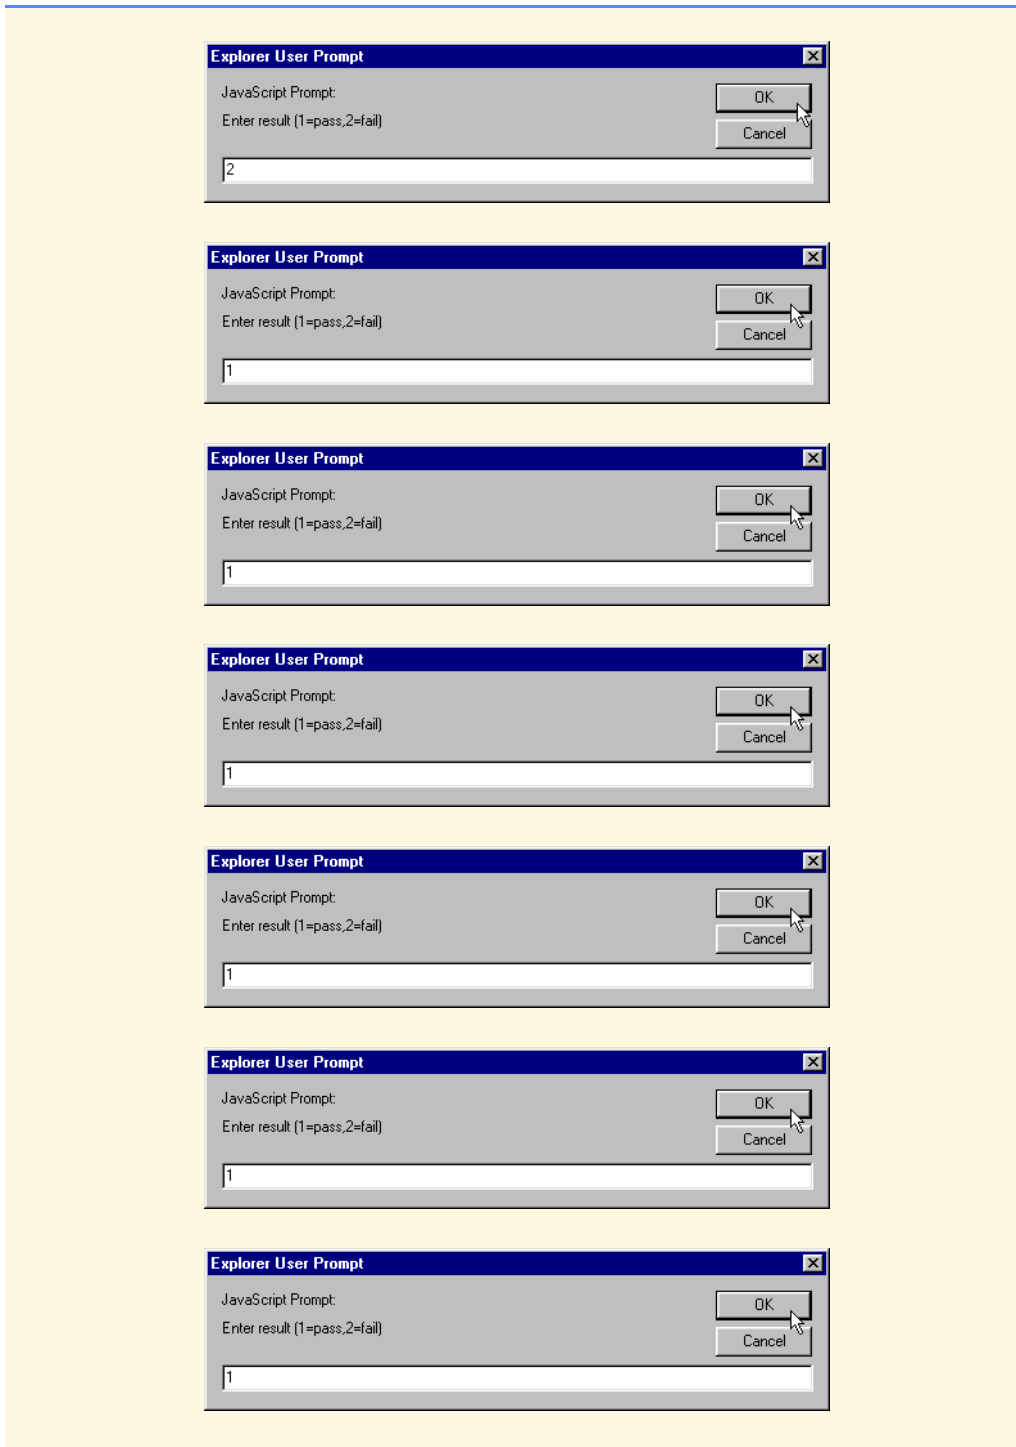 Explorer User Prompt
JavaScript Prompt:
Enter result (1=pass,2=fail)
OK
Cancel
2
Explorer User Prompt
JavaScript Prompt:
Enter result (1=pass,2=fail)
OK
Cancel
1
Explorer User Prompt
JavaScript Prompt:
Enter result (1=pass,2=fail)
OK
Cancel
1
Explorer User Prompt
JavaScript Prompt:
Enter result (1=pass,2=fail)
OK
Cancel
1
Explorer User Prompt
JavaScript Prompt:
Enter result (1=pass,2=fail)
OK
Cancel
1
Explorer User Prompt
JavaScript Prompt:
Enter result (1=pass,2=fail)
OK
Cancel
1
Explorer User Prompt
JavaScript Prompt:
Enter result (1=pass,2=fail)
OK
Cancel
1